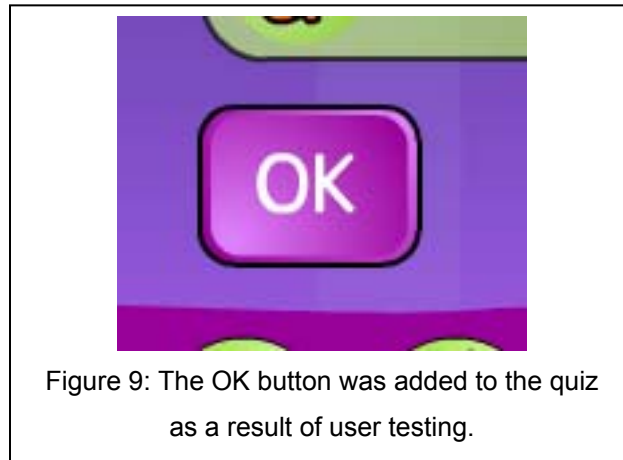 OK
Figure 9: The OK button was added to the quiz
as a result of user testing.